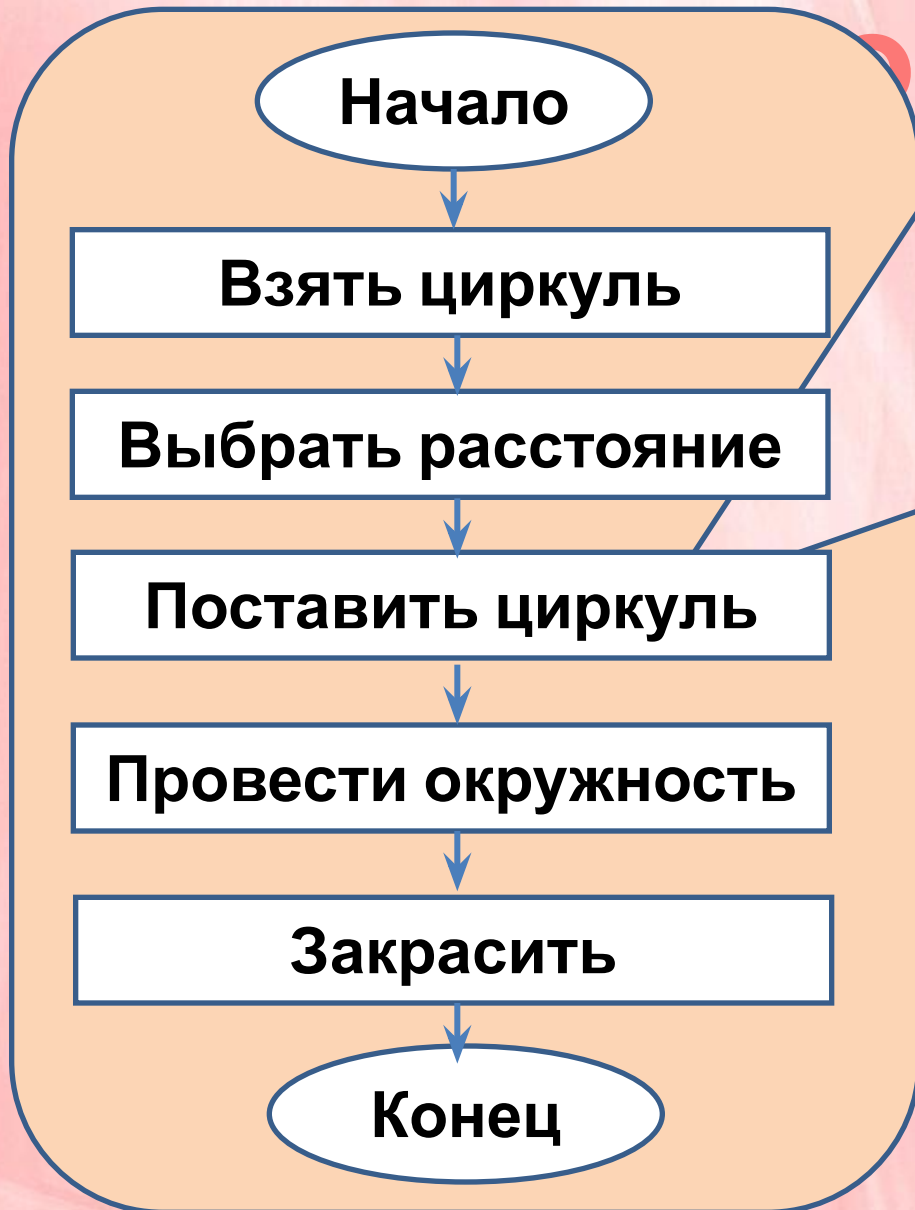 Начало
Взять циркуль
Выбрать расстояние
Поставить циркуль
Провести окружность
Закрасить
Конец